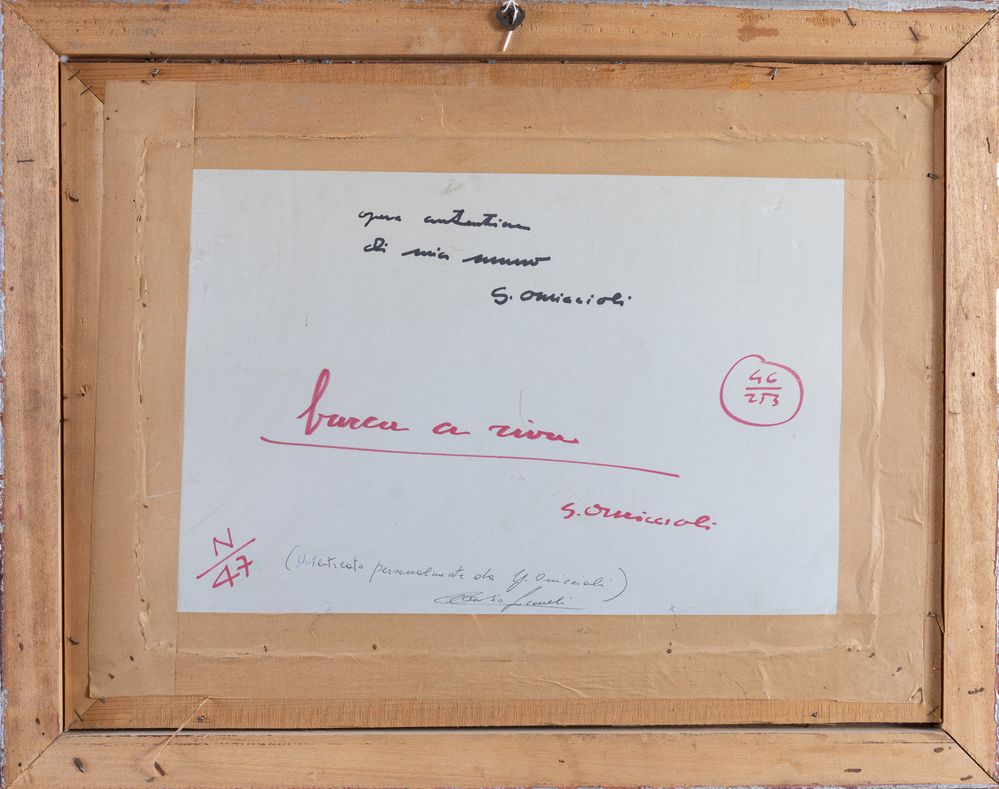 opera autentica
di mia mano
G. Omiccioli
46
253
barca a riva
G. Omiccioli
N
47
(Autenticato personalmente da G. Omiccioli)